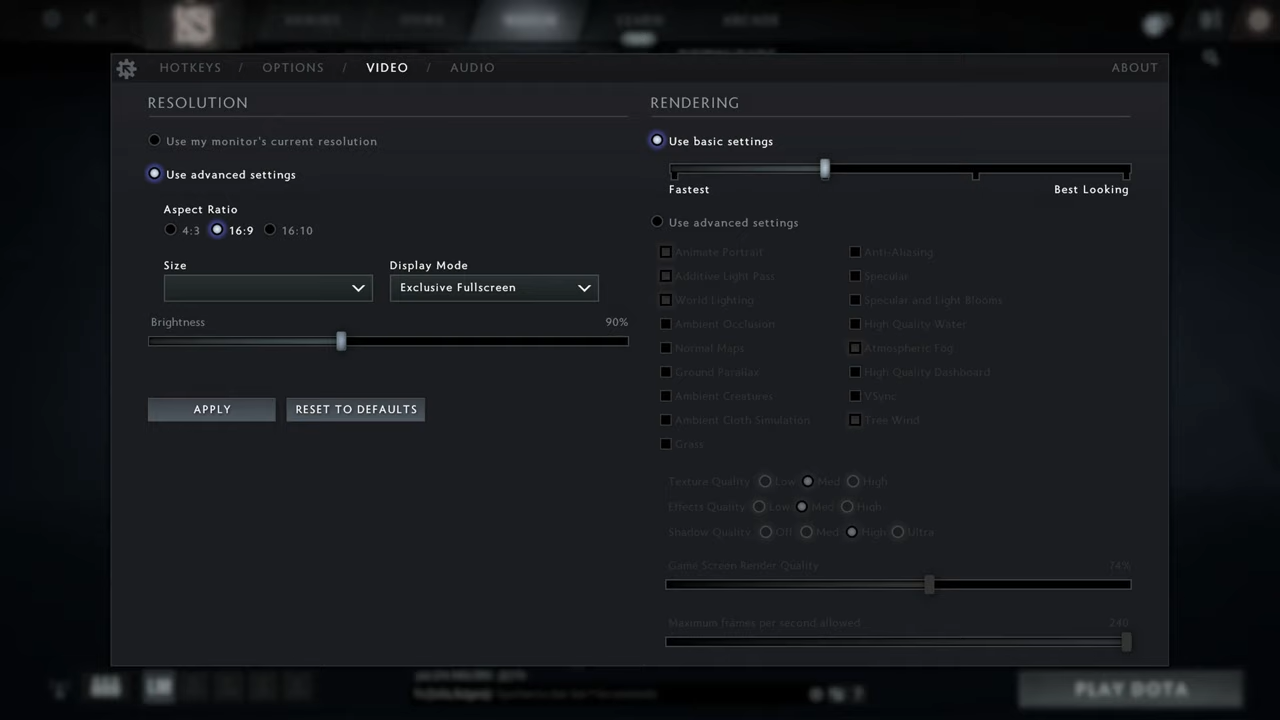 HOTKEYS / OPTIONS / VIDEO / AUDIO ABOUT
RESOLUTION
Use my monitor's current resolution
Use advanced settings
Aspect Ratio
4:3 16:9 16:10
Size Display Mode
Exclusive Fullscreen
Brightness 90%
APPLY RESET TO DEFAULTS
RENDERING
Use basic settings
Fastest Best Looking
Use advanced settings
Animate Portrait Anti-Aliasing
Additive Light Pass Specular
World Lighting Specular and Light Blooms
Ambient Occlusion High Quality Water
Normal Maps Atmospheric Fog
Ground Parallax High Quality Dashboard
Ambient Creatures VSync
Ambient Cloth Simulation Tree Wind
Grass
Texture Quality Low Med High
Effects Quality Low Med High
Shadow Quality Off Med High Ultra
Game Screen Render Quality 74%
Maximum frames per second allowed 240
PLAY DOTA